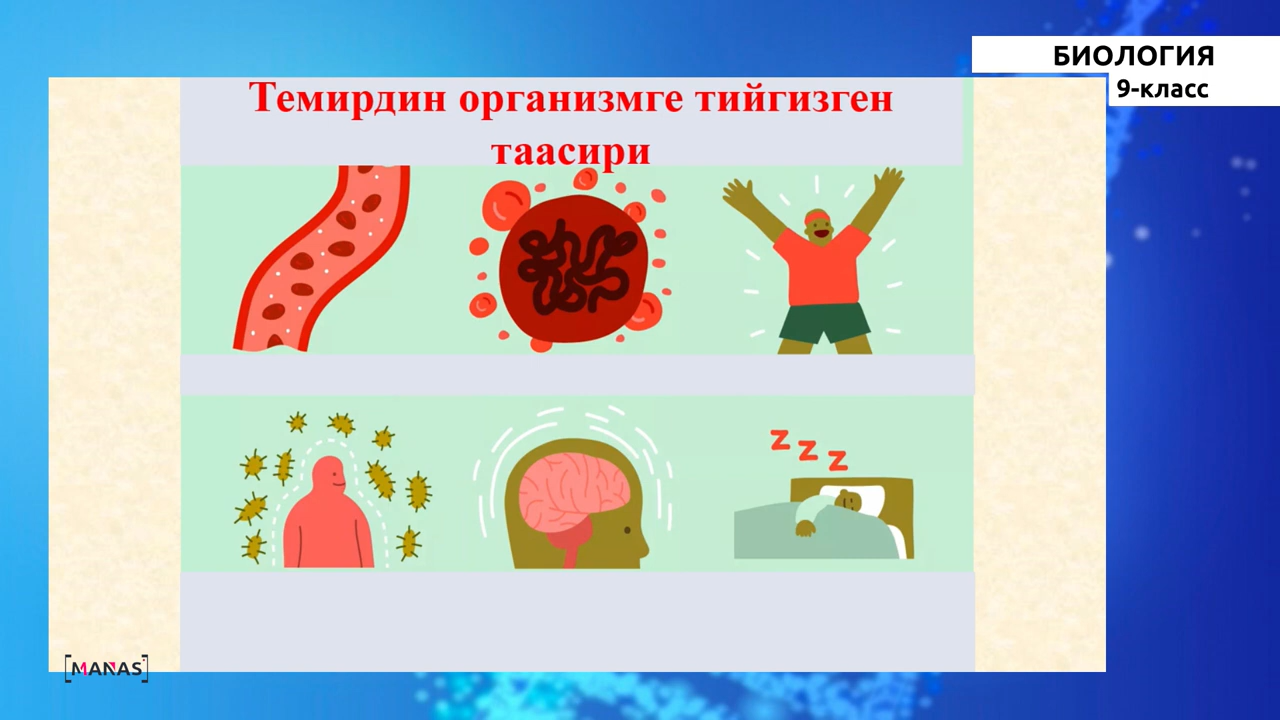 БИОЛОГИЯ
9-класс
Темирдин организмге тийгизген
таасири
z z z
[MANAS]